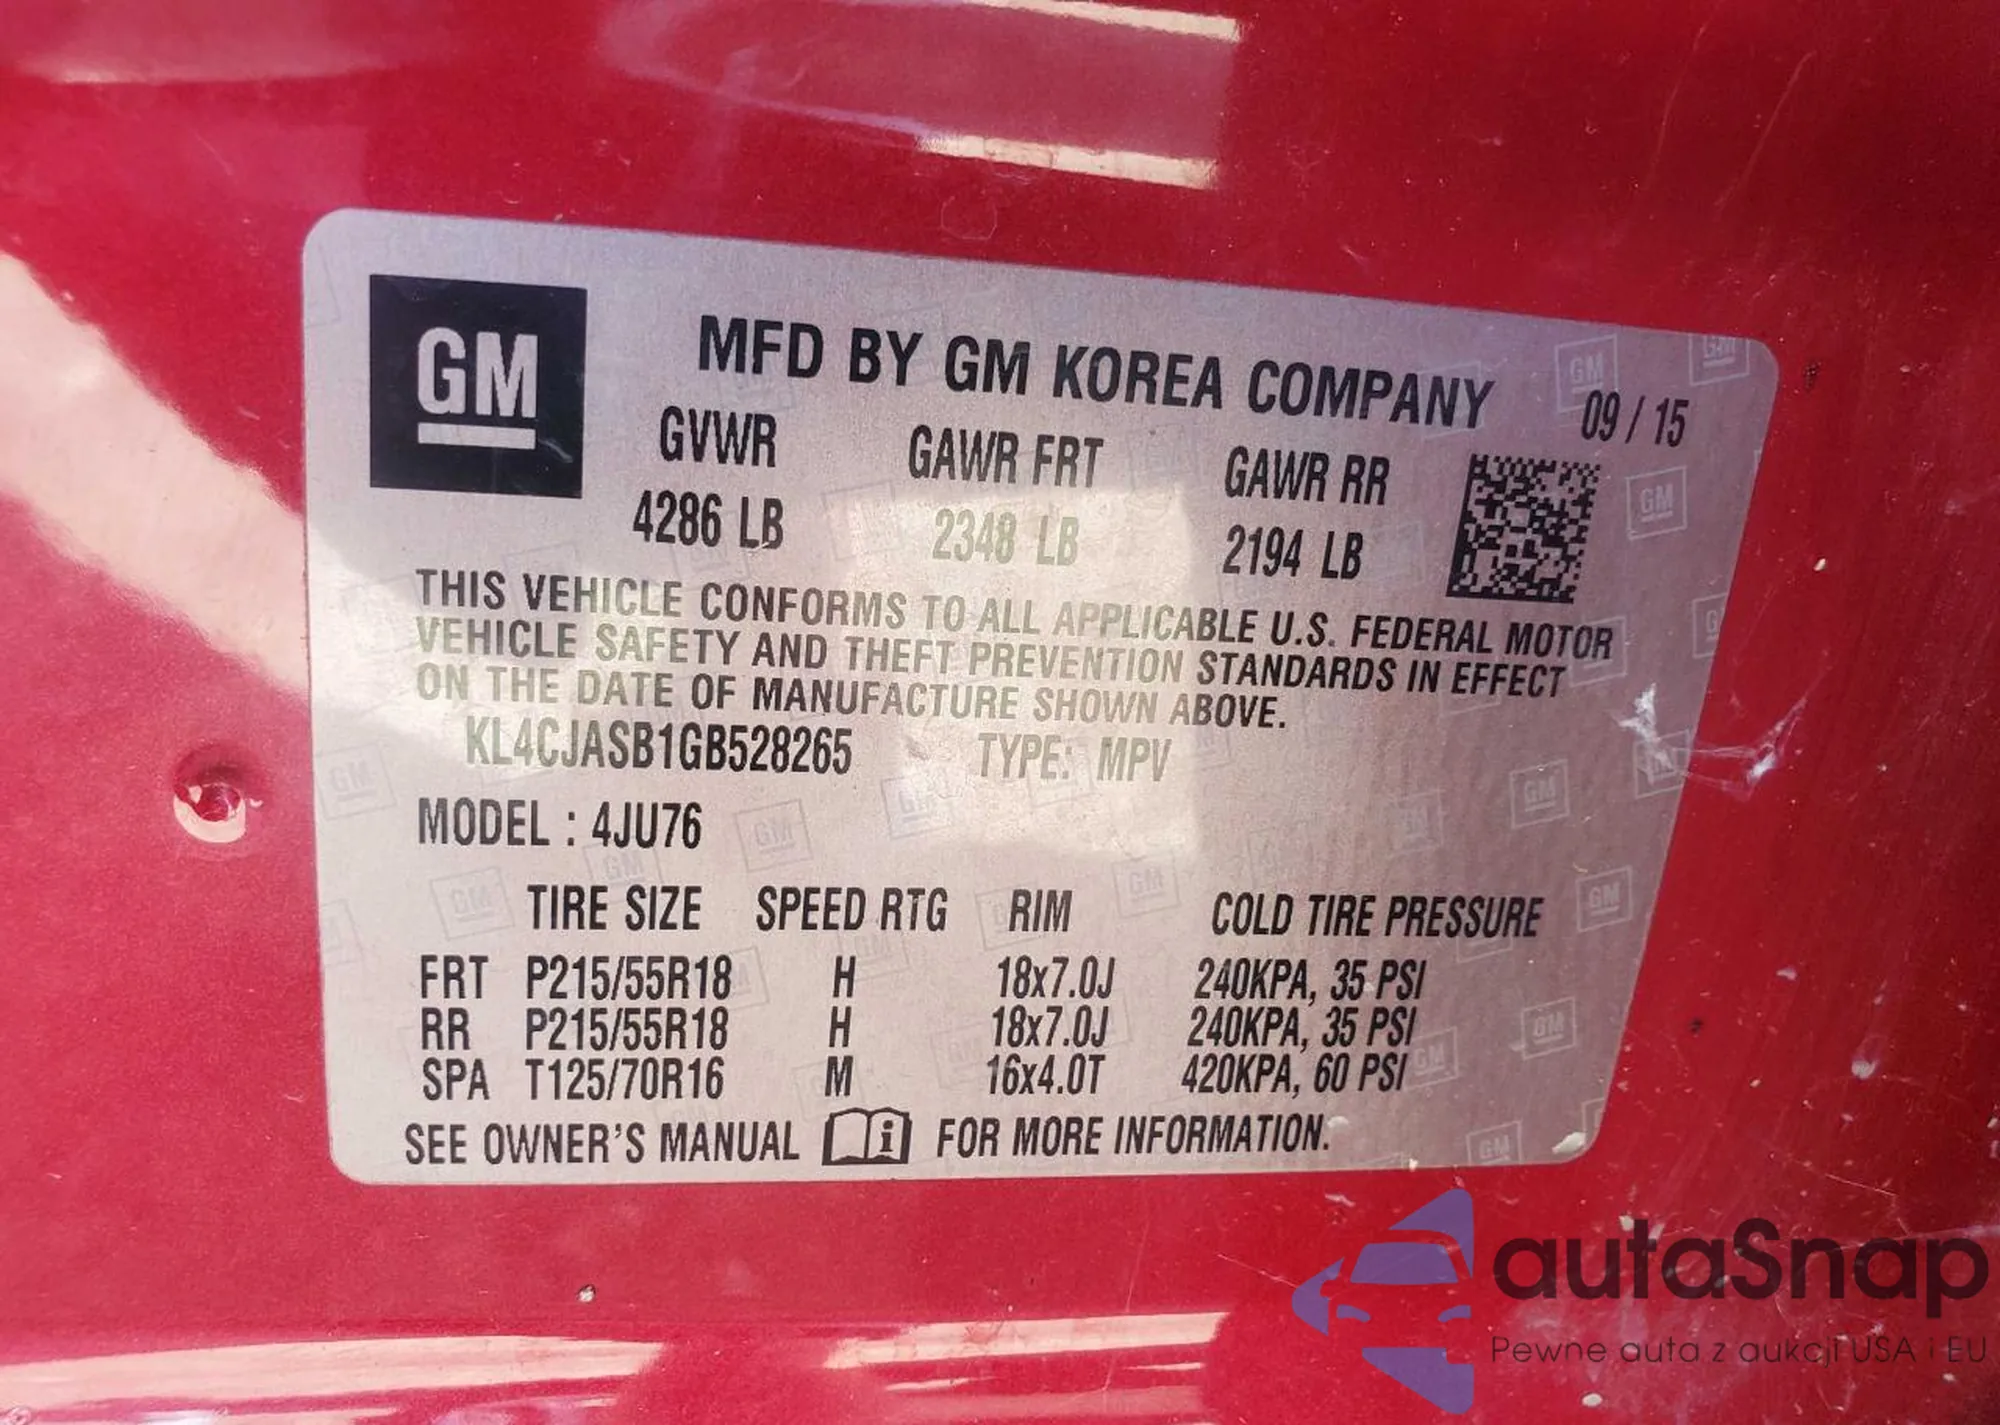 GM
MFD BY GM KOREA COMPANY 09 / 15
GVWR GAWR FRT GAWR RR
4286 LB 2348 LB 2194 LB
THIS VEHICLE CONFORMS TO ALL APPLICABLE U.S. FEDERAL MOTOR
VEHICLE SAFETY AND THEFT PREVENTION STANDARDS IN EFFECT
ON THE DATE OF MANUFACTURE SHOWN ABOVE.
KL4CJASB1GB528265 TYPE: MPV
MODEL : 4JU76
TIRE SIZE SPEED RTG RIM COLD TIRE PRESSURE
FRT P215/55R18 H 18x7.0J 240KPA, 35 PSI
RR P215/55R18 H 18x7.0J 240KPA, 35 PSI
SPA T125/70R16 M 16x4.0T 420KPA, 60 PSI
SEE OWNER'S MANUAL i FOR MORE INFORMATION.
autaSnap
Pewne auta z aukcji USA i EU